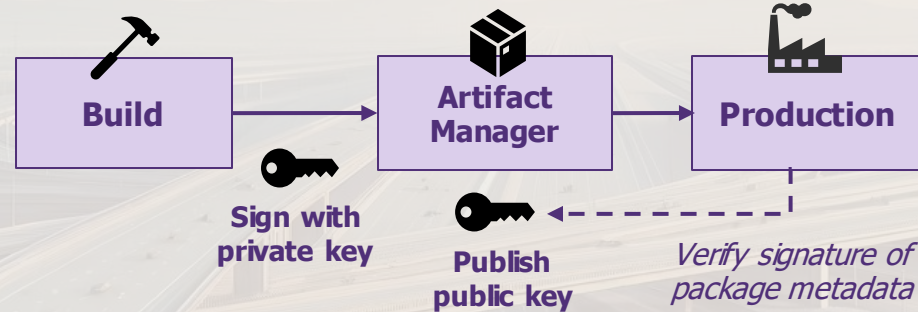 Build
Artifact
Manager
Production
Sign with
private key
Publish
public key
Verify signature of
package metadata